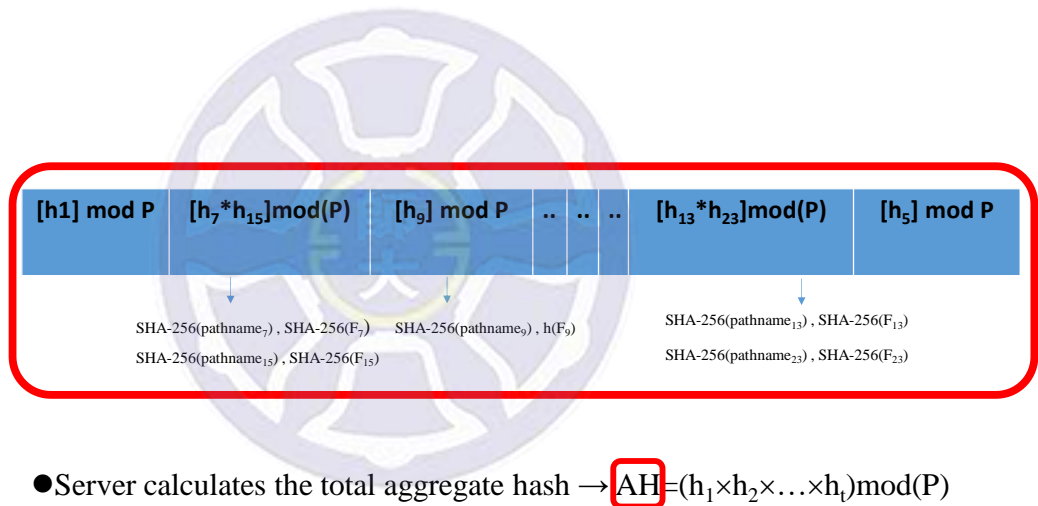 [h1] mod P [h₇*h₁₅]mod(P) [h₉] mod P .. .. .. [h₁₃*h₂₃]mod(P) [h₅] mod P
SHA-256(pathname₇) , SHA-256(F₇) SHA-256(pathname₉) , h(F₉) SHA-256(pathname₁₃) , SHA-256(F₁₃)
SHA-256(pathname₁₅) , SHA-256(F₁₅) SHA-256(pathname₂₃) , SHA-256(F₂₃)
●Server calculates the total aggregate hash → AH=(h₁×h₂×…×hₜ)mod(P)